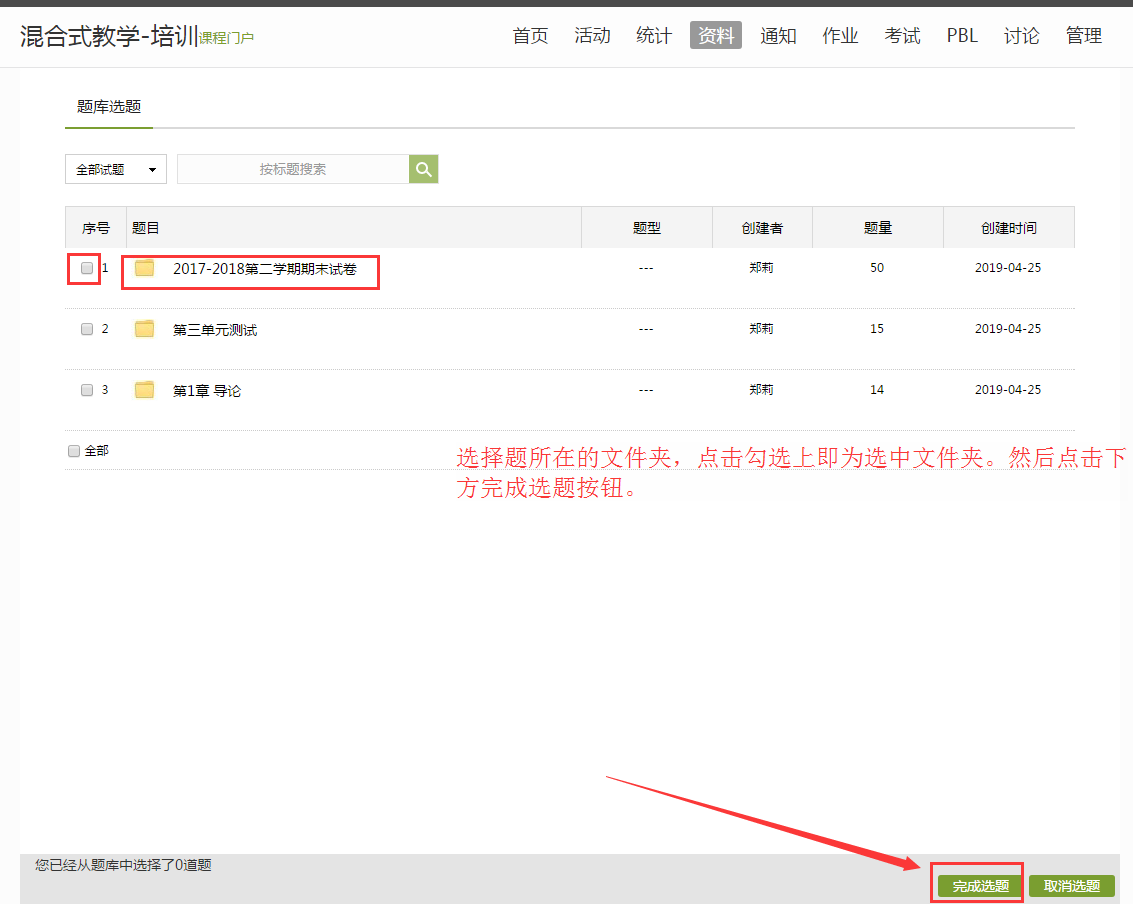 混合式教学-培训课程门户 首页 活动 统计 资料 通知 作业 考试 PBL 讨论 管理
题库选题
全部试题 按标题搜索
序号 题目 题型 创建者 题量 创建时间
1 2017-2018第二学期期末试卷 --- 郑莉 50 2019-04-25
2 第三单元测试 --- 郑莉 15 2019-04-25
3 第1章 导论 --- 郑莉 14 2019-04-25
全部
选择题所在的文件夹，点击勾选上即为选中文件夹。然后点击下
方完成选题按钮。
您已经从题库中选择了0道题
完成选题 取消选题